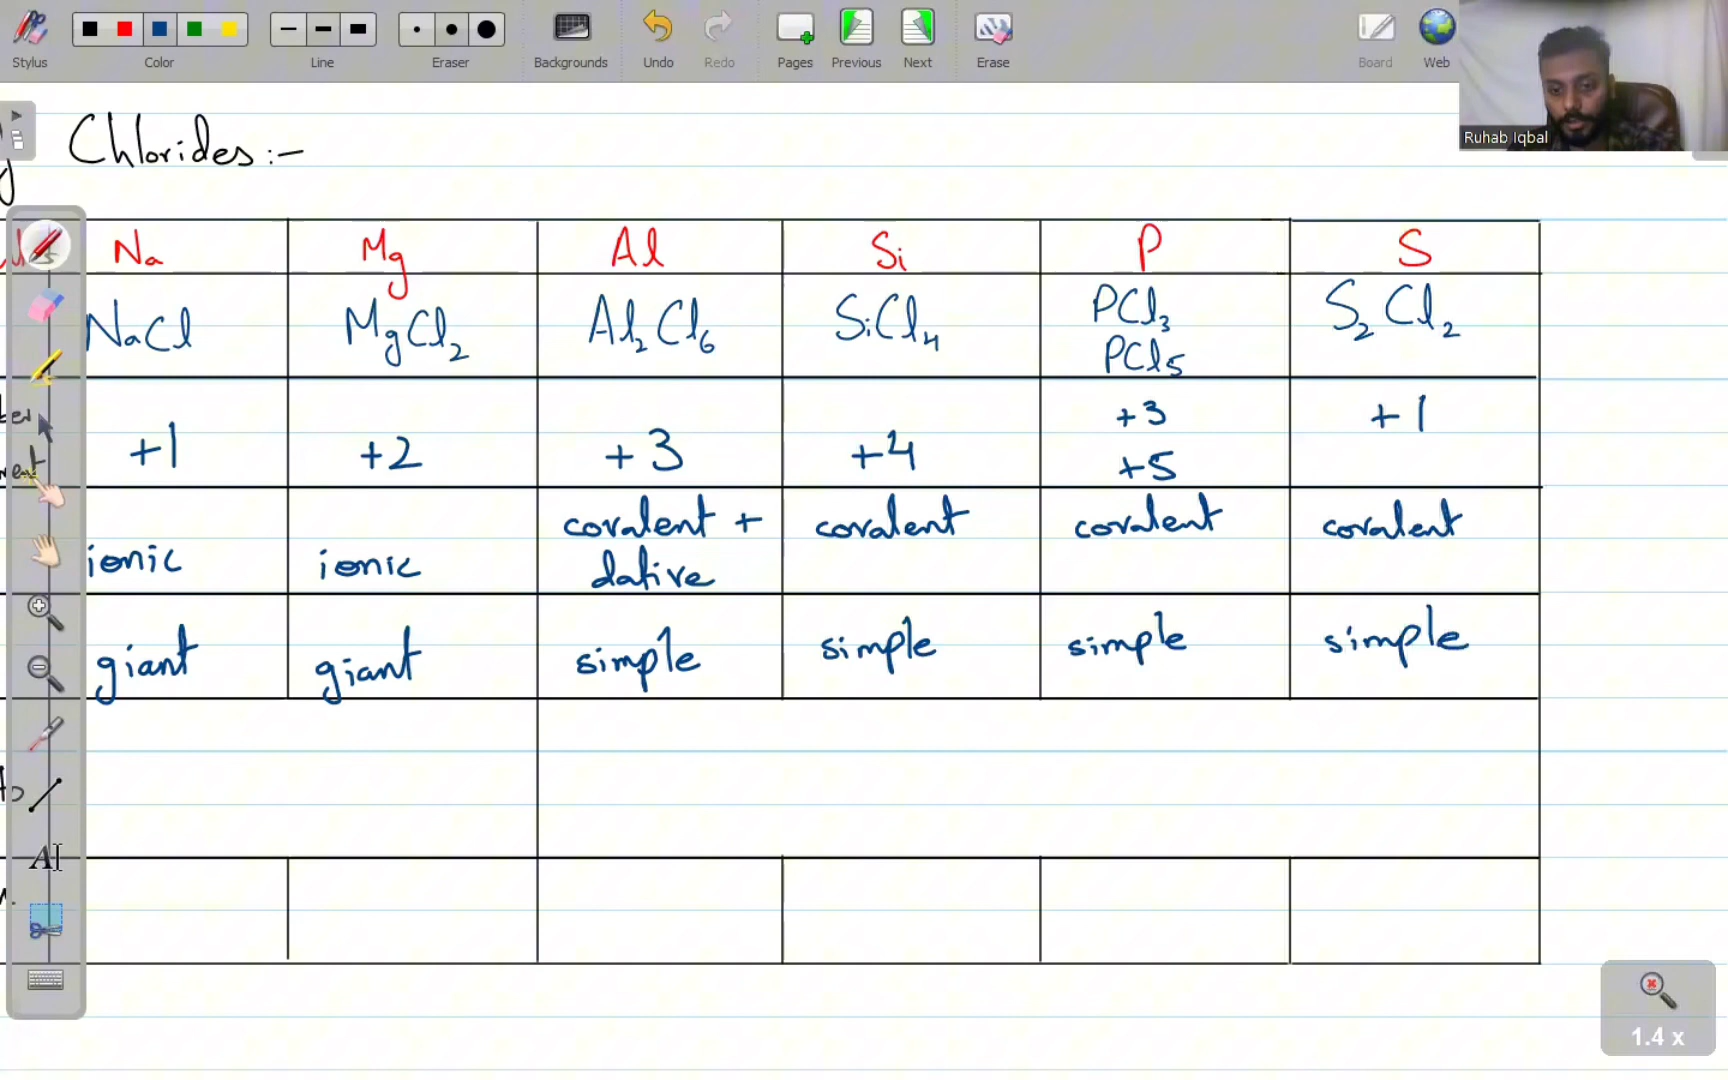 Stylus
Color
Line
Eraser
Backgrounds
Undo
Redo
Pages
Previous
Next
Erase
Board
Web
Ruhab Iqbal
Chlorides:-
Na Mg Al Si P S
NaCl MgCl2 Al2Cl6 SiCl4 PCl3 S2Cl2
PCl5
+1 +2 +3 +4 +3 +1
+5
ionic ionic covalent + covalent covalent covalent
dative
giant giant simple simple simple simple
1.4 x